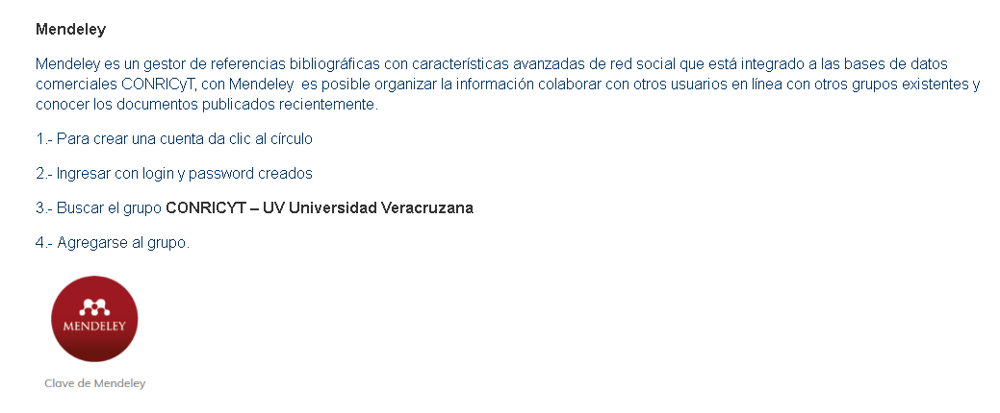 Mendeley
Mendeley es un gestor de referencias bibliográficas con características avanzadas de red social que está integrado a las bases de datos
comerciales CONRICyT, con Mendeley  es posible organizar la información colaborar con otros usuarios en línea con otros grupos existentes y
conocer los documentos publicados recientemente.
1.- Para crear una cuenta da clic al círculo
2.- Ingresar con login y password creados
3.- Buscar el grupo CONRICYT – UV Universidad Veracruzana
4.- Agregarse al grupo.
MENDELEY
Clave de Mendeley